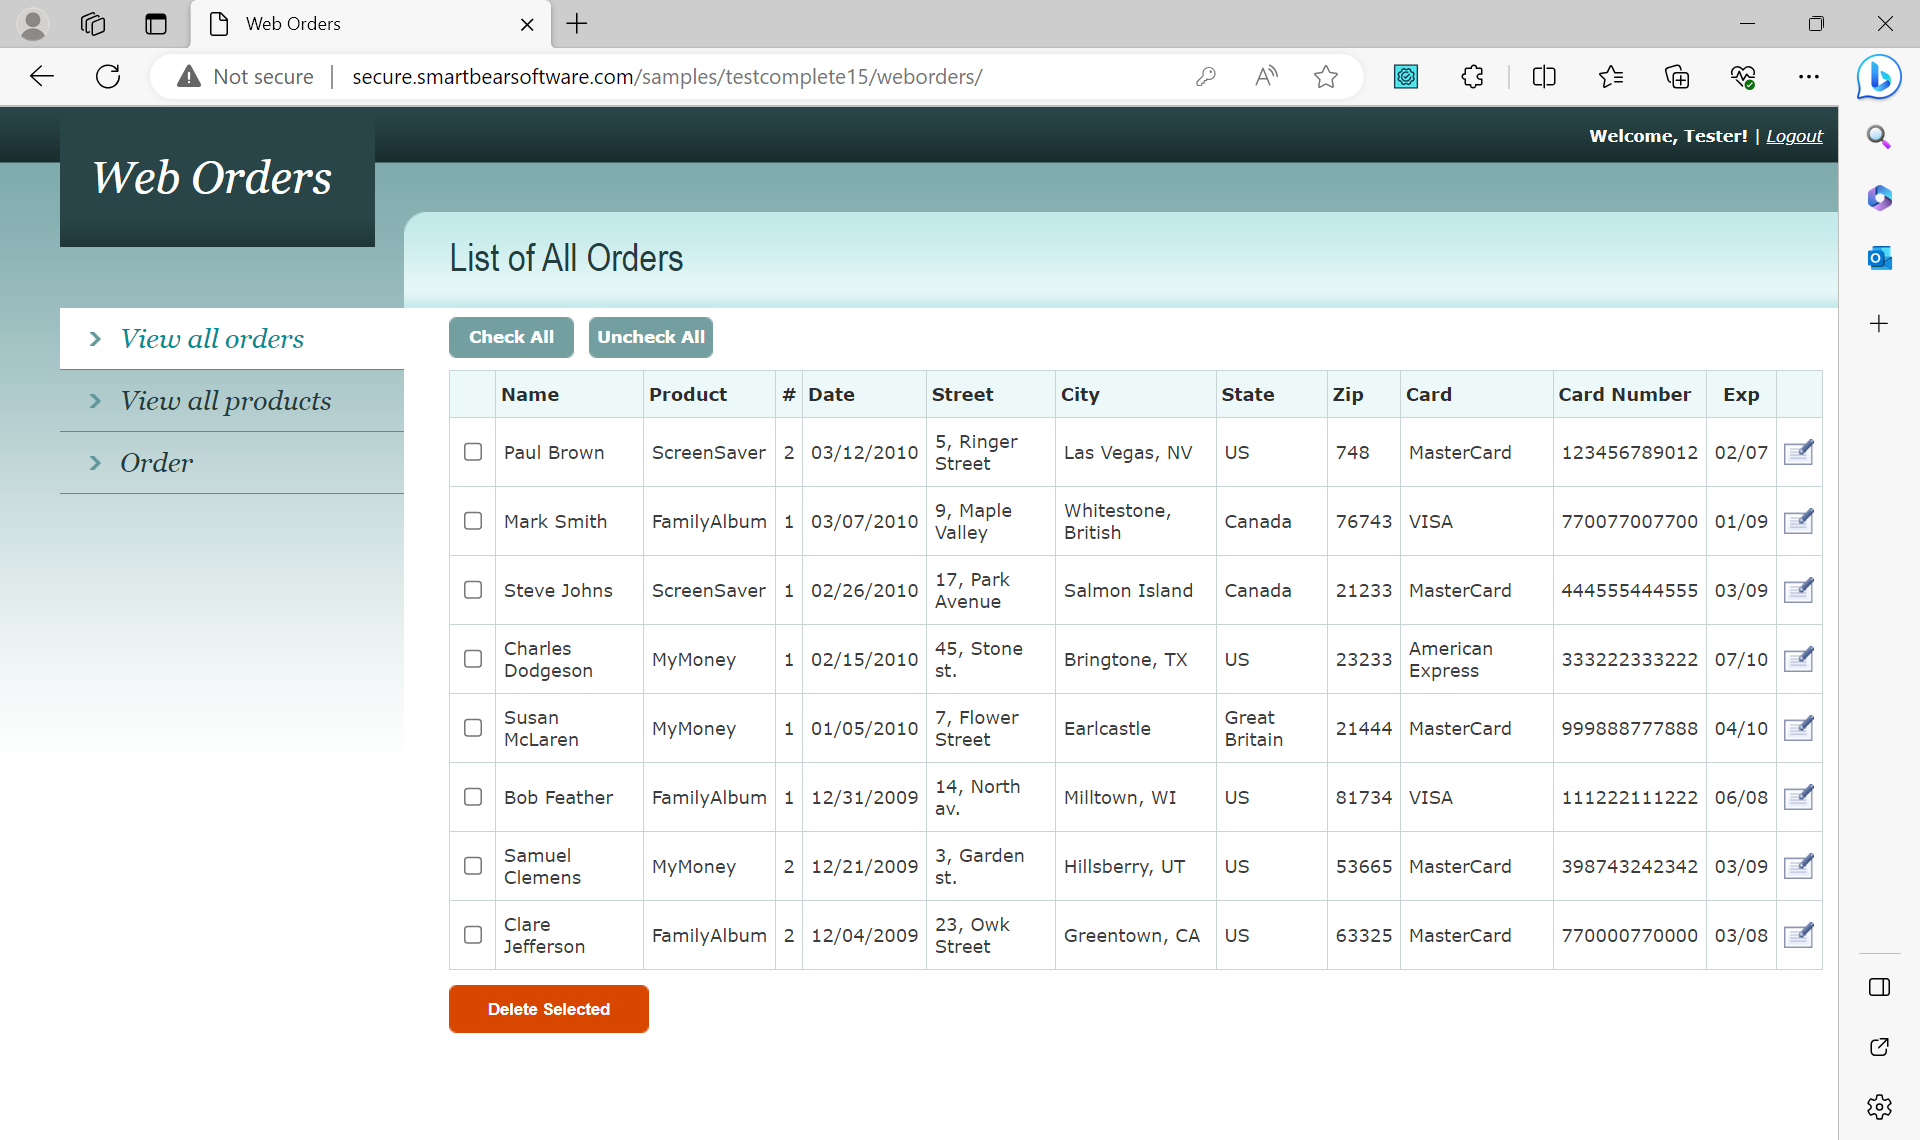 Web Orders
Not secure | secure.smartbearsoftware.com/samples/testcomplete15/weborders/
Welcome, Tester! | Logout
Web Orders
List of All Orders
View all orders
View all products
Order
Check All Uncheck All
Name Product # Date Street City State Zip Card Card Number Exp
Paul Brown ScreenSaver 2 03/12/2010 5, Ringer Street Las Vegas, NV US 748 MasterCard 123456789012 02/07
Mark Smith FamilyAlbum 1 03/07/2010 9, Maple Valley Whitestone, British Canada 76743 VISA 770077007700 01/09
Steve Johns ScreenSaver 1 02/26/2010 17, Park Avenue Salmon Island Canada 21233 MasterCard 444555444555 03/09
Charles Dodgeson MyMoney 1 02/15/2010 45, Stone st. Bringtone, TX US 23233 American Express 333222333222 07/10
Susan McLaren MyMoney 1 01/05/2010 7, Flower Street Earlcastle Great Britain 21444 MasterCard 999888777888 04/10
Bob Feather FamilyAlbum 1 12/31/2009 14, North av. Milltown, WI US 81734 VISA 111222111222 06/08
Samuel Clemens MyMoney 2 12/21/2009 3, Garden st. Hillsberry, UT US 53665 MasterCard 398743242342 03/09
Clare Jefferson FamilyAlbum 2 12/04/2009 23, Owk Street Greentown, CA US 63325 MasterCard 770000770000 03/08
Delete Selected